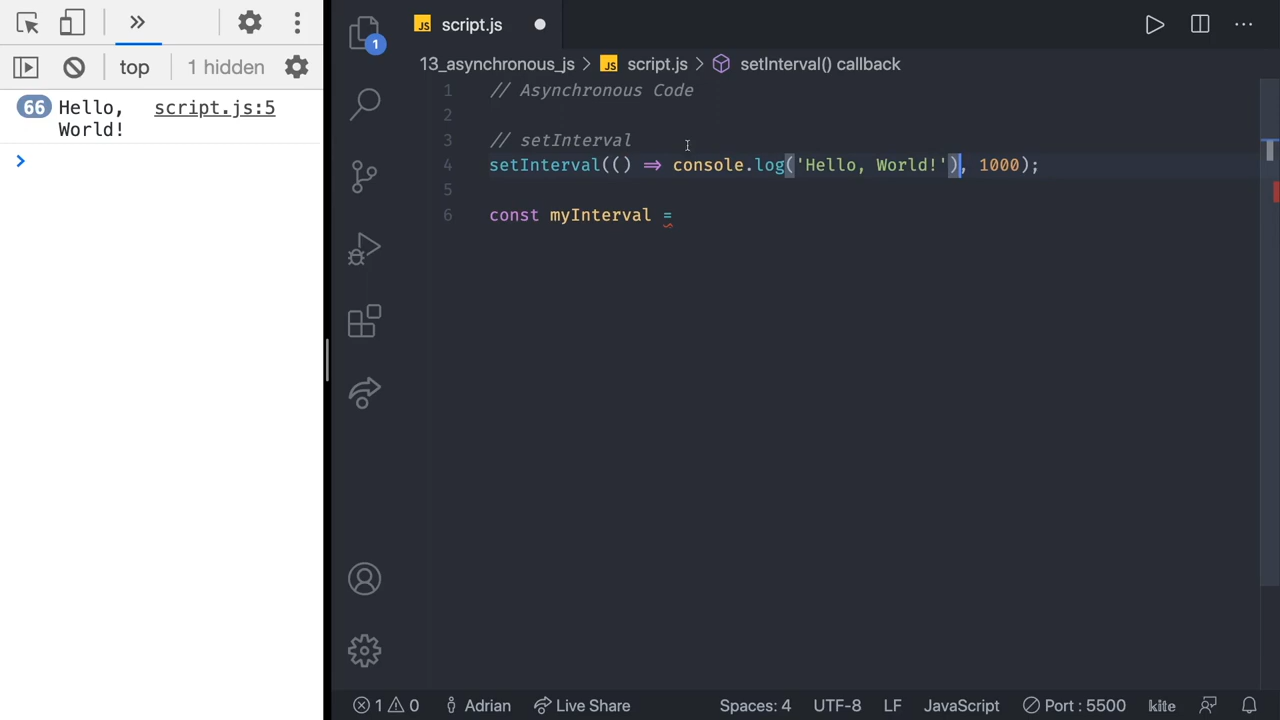 top
1 hidden
66 Hello, World! script.js:5
>
JS script.js
1
13_asynchronous_js > JS script.js > setInterval() callback
1 // Asynchronous Code
2
3 // setInterval
4 setInterval(() => console.log('Hello, World!'), 1000);
5
6 const myInterval =
1 0 Adrian Live Share Spaces: 4 UTF-8 LF JavaScript Port : 5500 kite